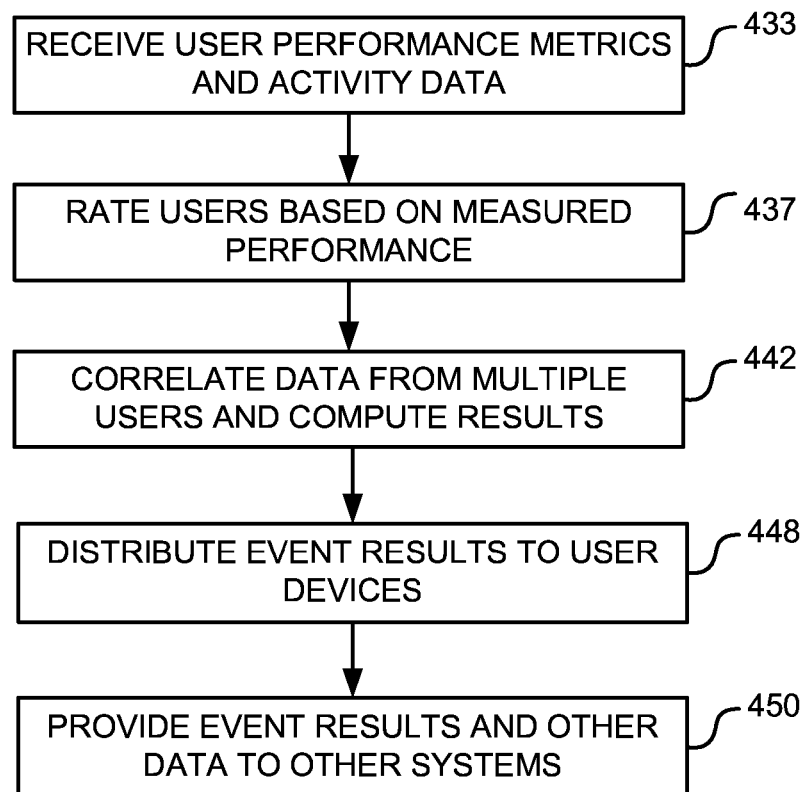 RECEIVE USER PERFORMANCE METRICS
AND ACTIVITY DATA
433
RATE USERS BASED ON MEASURED
PERFORMANCE
437
CORRELATE DATA FROM MULTIPLE
USERS AND COMPUTE RESULTS
442
DISTRIBUTE EVENT RESULTS TO USER
DEVICES
448
PROVIDE EVENT RESULTS AND OTHER
DATA TO OTHER SYSTEMS
450